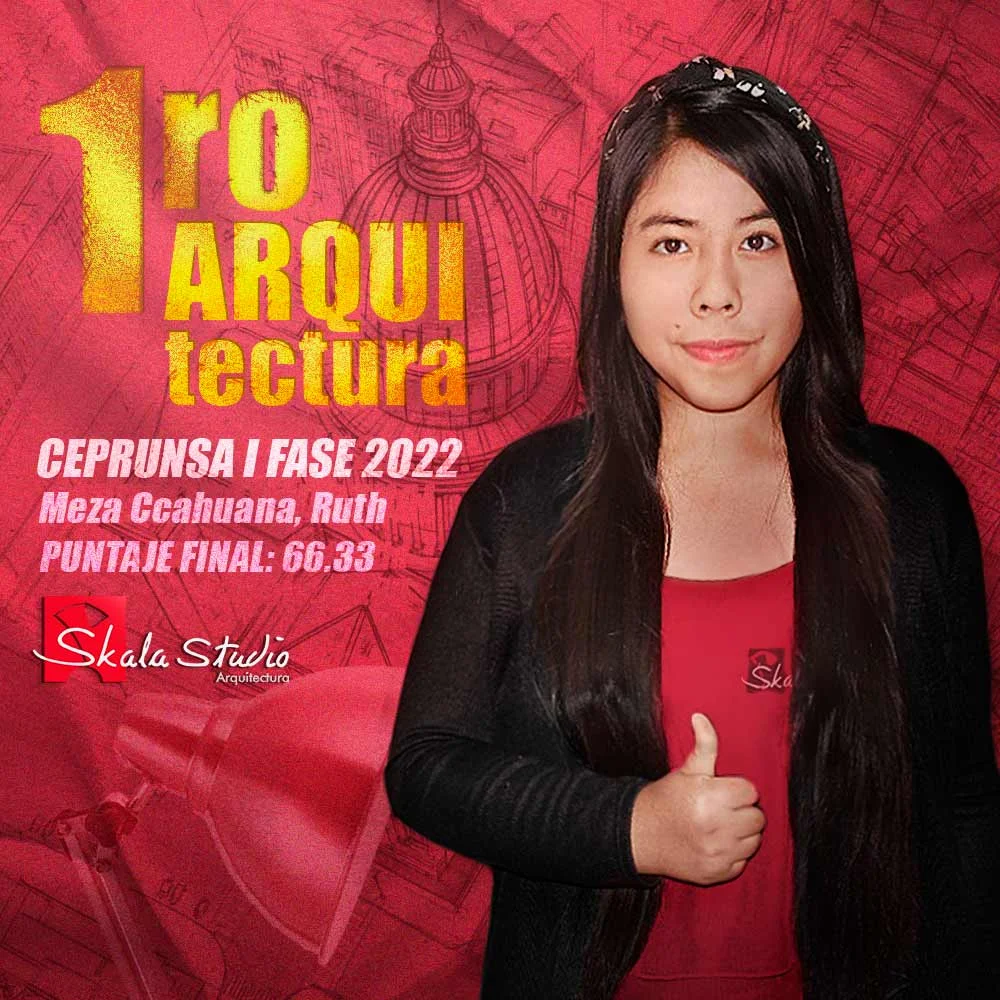 1ro
ARQUI
tectura
CEPRUNSA I FASE 2022
Meza Ccahuana, Ruth
PUNTAJE FINAL: 66.33
Skala Studio
Arquitectura
Ska